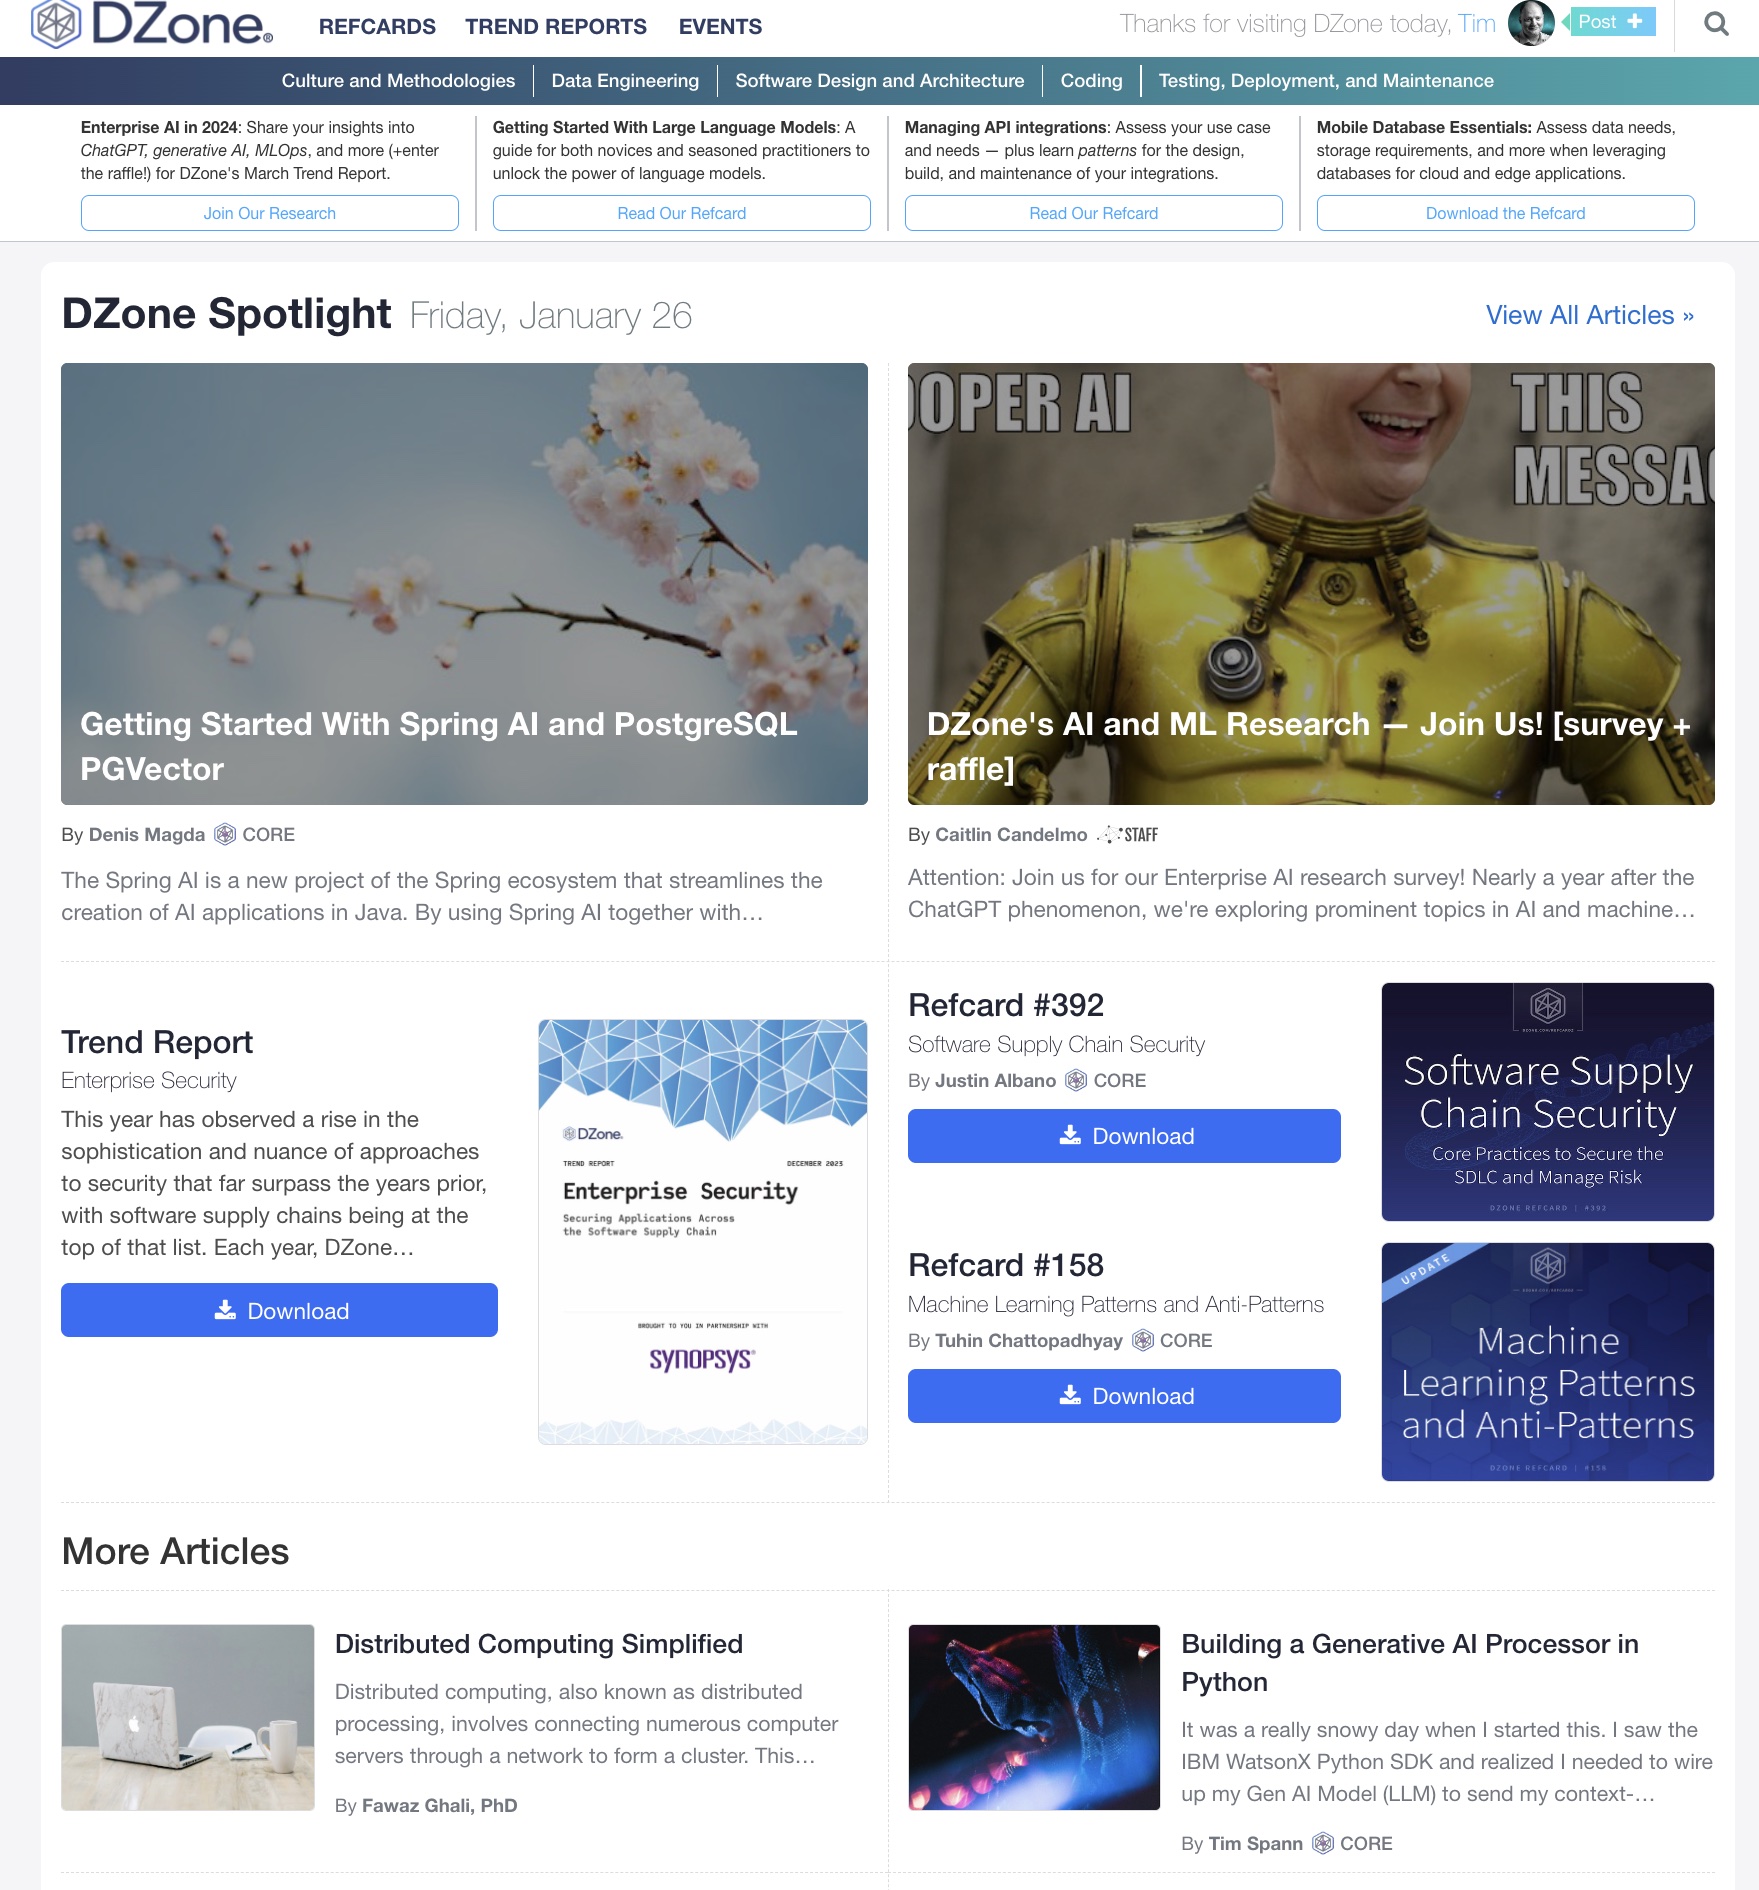 DZone.
REFCARDS
TREND REPORTS
EVENTS
Thanks for visiting DZone today, Tim
Post +
Culture and Methodologies
Data Engineering
Software Design and Architecture
Coding
Testing, Deployment, and Maintenance
Enterprise AI in 2024: Share your insights into
ChatGPT, generative AI, MLOps, and more (+enter
the raffle!) for DZone's March Trend Report.
Join Our Research
Getting Started With Large Language Models: A
guide for both novices and seasoned practitioners to
unlock the power of language models.
Read Our Refcard
Managing API integrations: Assess your use case
and needs — plus learn patterns for the design,
build, and maintenance of your integrations.
Read Our Refcard
Mobile Database Essentials: Assess data needs,
storage requirements, and more when leveraging
databases for cloud and edge applications.
Download the Refcard
DZone Spotlight Friday, January 26
View All Articles »
Getting Started With Spring AI and PostgreSQL
PGVector
By Denis Magda CORE
The Spring AI is a new project of the Spring ecosystem that streamlines the
creation of AI applications in Java. By using Spring AI together with…
OOPER AI
THIS
MESSA
DZone's AI and ML Research — Join Us! [survey +
raffle]
By Caitlin Candelmo STAFF
Attention: Join us for our Enterprise AI research survey! Nearly a year after the
ChatGPT phenomenon, we're exploring prominent topics in AI and machine…
Trend Report
Enterprise Security
This year has observed a rise in the
sophistication and nuance of approaches
to security that far surpass the years prior,
with software supply chains being at the
top of that list. Each year, DZone…
Download
DZone.
TREND REPORT
DECEMBER 2023
Enterprise Security
Securing Applications Across
the Software Supply Chain
BROUGHT TO YOU IN PARTNERSHIP WITH
SYNOPSYS®
Refcard #392
Software Supply Chain Security
By Justin Albano CORE
Download
Software Supply
Chain Security
Core Practices to Secure the
SDLC and Manage Risk
DZONE REFCARD | #392
Refcard #158
Machine Learning Patterns and Anti-Patterns
By Tuhin Chattopadhyay CORE
Download
UPDATE
Machine
Learning Patterns
and Anti-Patterns
DZONE REFCARD | #158
More Articles
Distributed Computing Simplified
Distributed computing, also known as distributed
processing, involves connecting numerous computer
servers through a network to form a cluster. This…
By Fawaz Ghali, PhD
Building a Generative AI Processor in
Python
It was a really snowy day when I started this. I saw the
IBM WatsonX Python SDK and realized I needed to wire
up my Gen AI Model (LLM) to send my context-…
By Tim Spann CORE